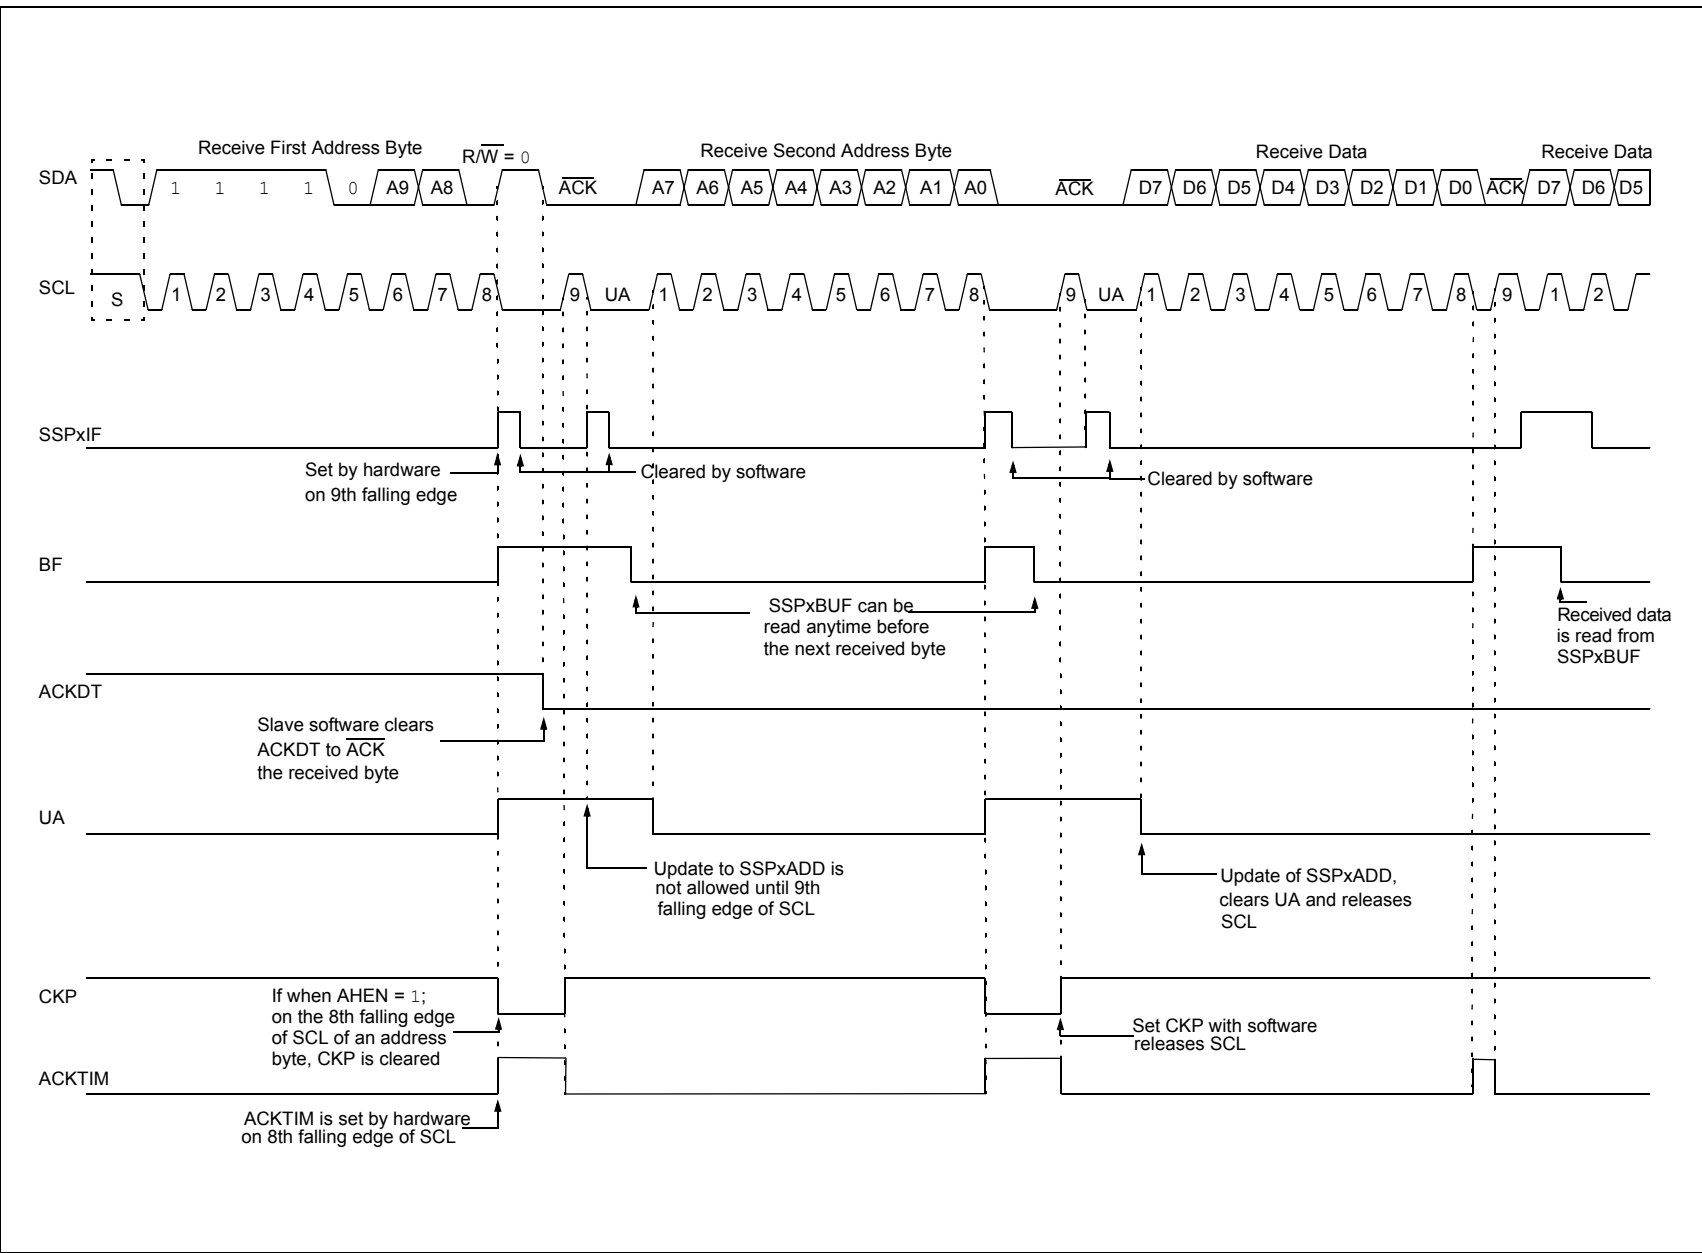 Receive First Address Byte
R/W = 0
Receive Second Address Byte
Receive Data
Receive Data
SDA
1 1 1 1 0 A9 A8 ACK A7 A6 A5 A4 A3 A2 A1 A0 ACK D7 D6 D5 D4 D3 D2 D1 D0 ACK D7 D6 D5
SCL
S 1 2 3 4 5 6 7 8 9 UA 1 2 3 4 5 6 7 8 9 UA 1 2 3 4 5 6 7 8 9 1 2
SSPxIF
Set by hardware
on 9th falling edge
Cleared by software
Cleared by software
BF
SSPxBUF can be
read anytime before
the next received byte
Received data
is read from
SSPxBUF
ACKDT
Slave software clears
ACKDT to ACK
the received byte
UA
Update to SSPxADD is
not allowed until 9th
falling edge of SCL
Update of SSPxADD,
clears UA and releases
SCL
CKP
If when AHEN = 1;
on the 8th falling edge
of SCL of an address
byte, CKP is cleared
Set CKP with software
releases SCL
ACKTIM
ACKTIM is set by hardware
on 8th falling edge of SCL